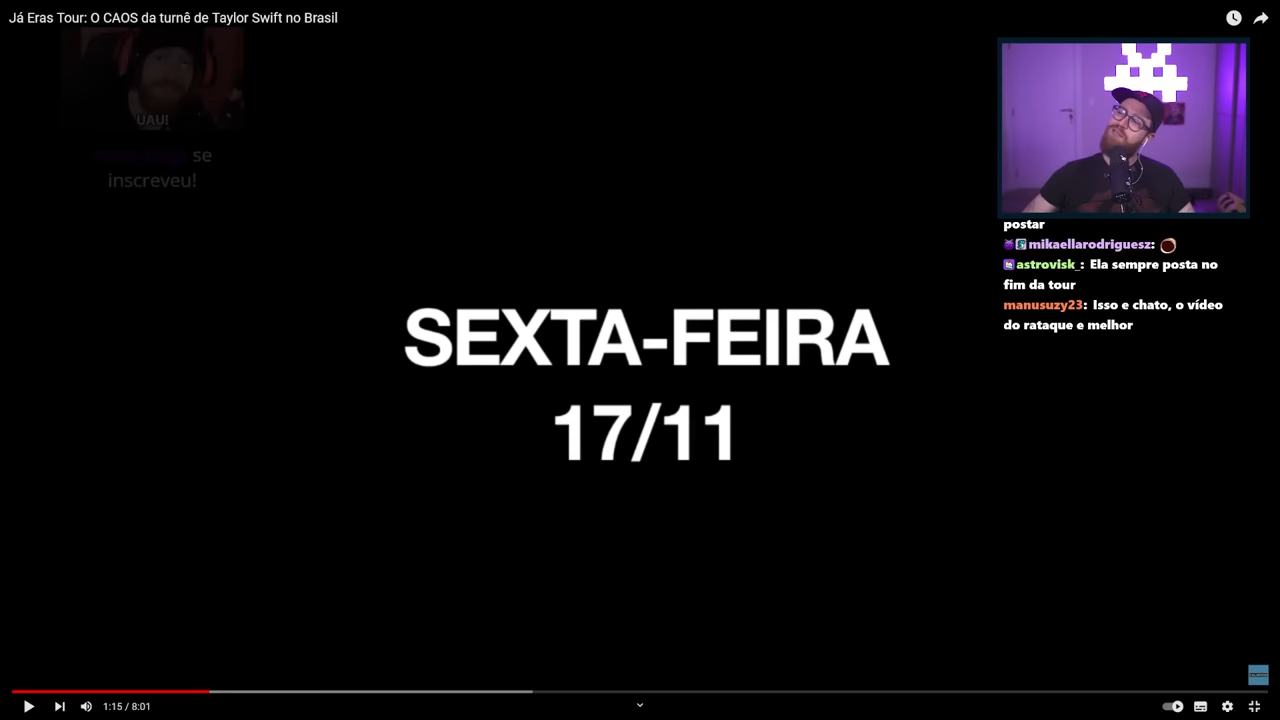 Já Eras Tour: O CAOS da turnê de Taylor Swift no Brasil
UAU!
se
inscreveu!
postar
mikaellarodriguesz:
astrovisk_: Ela sempre posta no
fim da tour
manusuzy23: Isso e chato, o vídeo
do rataque e melhor
SEXTA-FEIRA
17/11
1:15 / 8:01